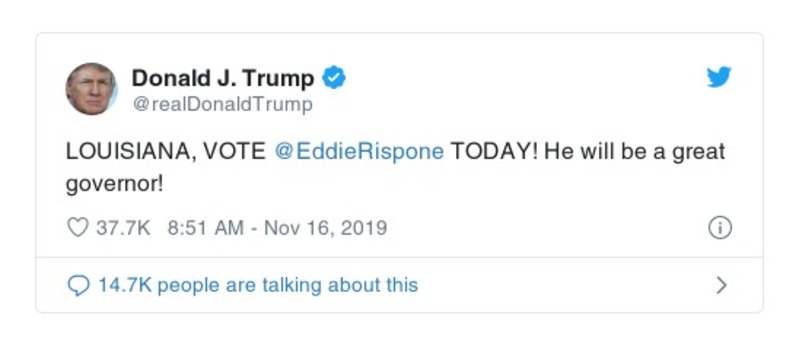 Donald J. Trump
@realDonaldTrump
LOUISIANA, VOTE @EddieRispone TODAY! He will be a great
governor!
37.7K 8:51 AM - Nov 16, 2019
14.7K people are talking about this